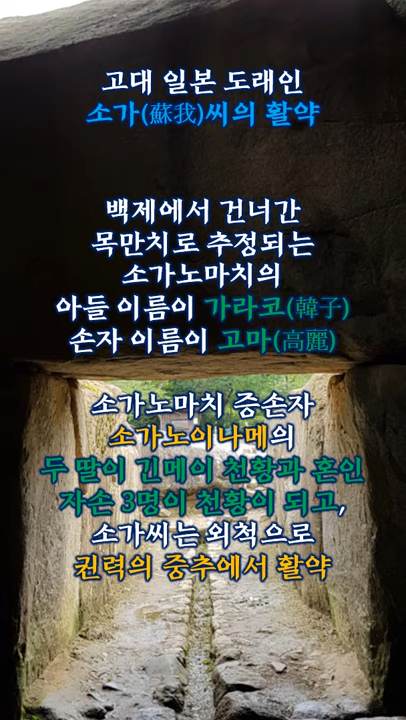 고대 일본 도래인
소가(蘇我)씨의 활약
백제에서 건너간
목만치로 추정되는
소가노마치의
아들 이름이 가라코(韓子)
손자 이름이 고마(高麗)
소가노마치 증손자
소가노이나메의
두 딸이 긴메이 천황과 혼인
자손 3명이 천황이 되고,
소가씨는 외척으로
권력의 중추에서 활약